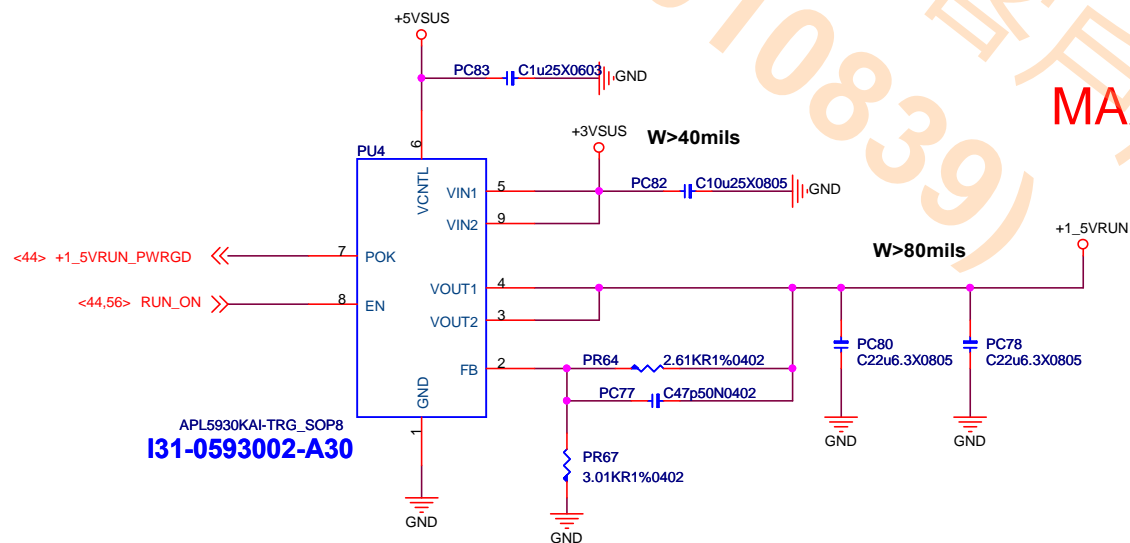 +5VSUS
PC83 C1u25X0603
GND
MA
+3VSUS
W>40mils
PU4
6
VCNTL
VIN1 5
PC82 C10u25X0805
GND
VIN2 9
+1_5VRUN
W>80mils
<44> +1_5VRUN_PWRGD
7 POK
VOUT1 4
<44,56> RUN_ON
8 EN
VOUT2 3
PC80
C22u6.3X0805
PC78
C22u6.3X0805
FB 2
PR64 2.61KR1%0402
PC77 C47p50N0402
GND
1
GND
GND
APL5930KAI-TRG_SOP8
I31-0593002-A30
PR67
3.01KR1%0402
GND
GND
10839)